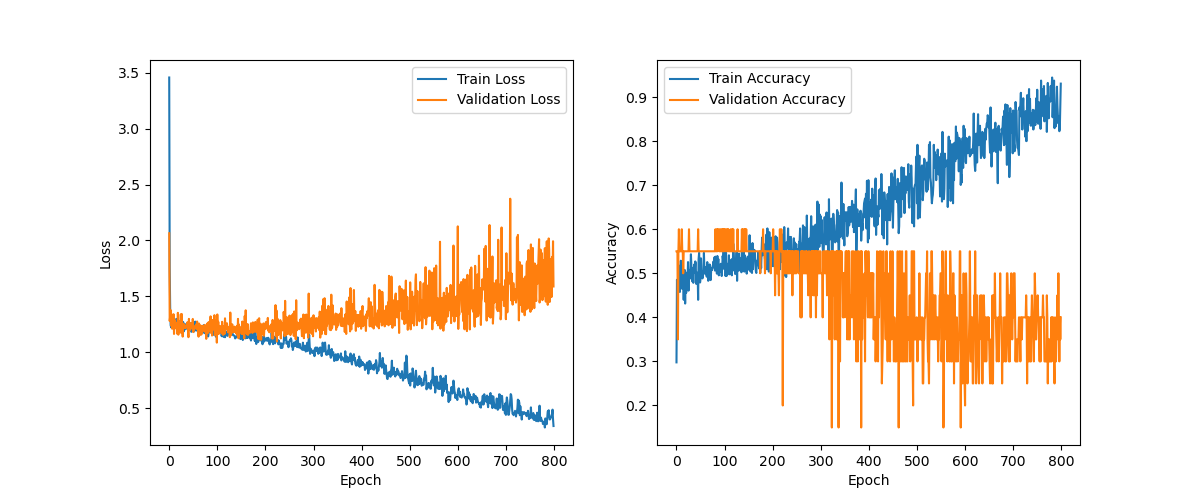 3.5
3.0
2.5
2.0
1.5
1.0
0.5
Loss
Train Loss
Validation Loss
0 100 200 300 400 500 600 700 800
Epoch
0.9
0.8
0.7
0.6
0.5
0.4
0.3
0.2
Accuracy
Train Accuracy
Validation Accuracy
0 100 200 300 400 500 600 700 800
Epoch